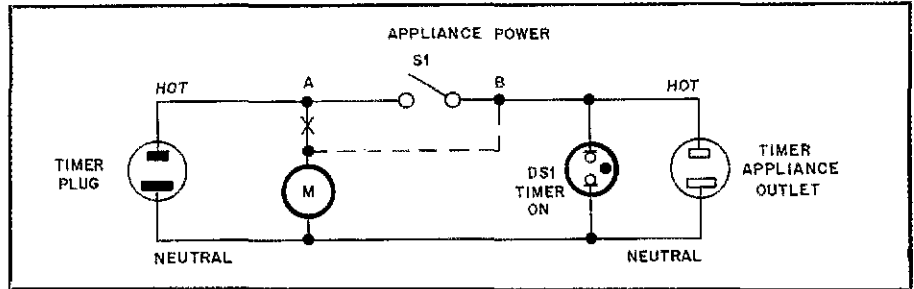 APPLIANCE POWER
S1
HOT
A
B
HOT
TIMER
PLUG
M
DS1
TIMER
ON
TIMER
APPLIANCE
OUTLET
NEUTRAL
NEUTRAL